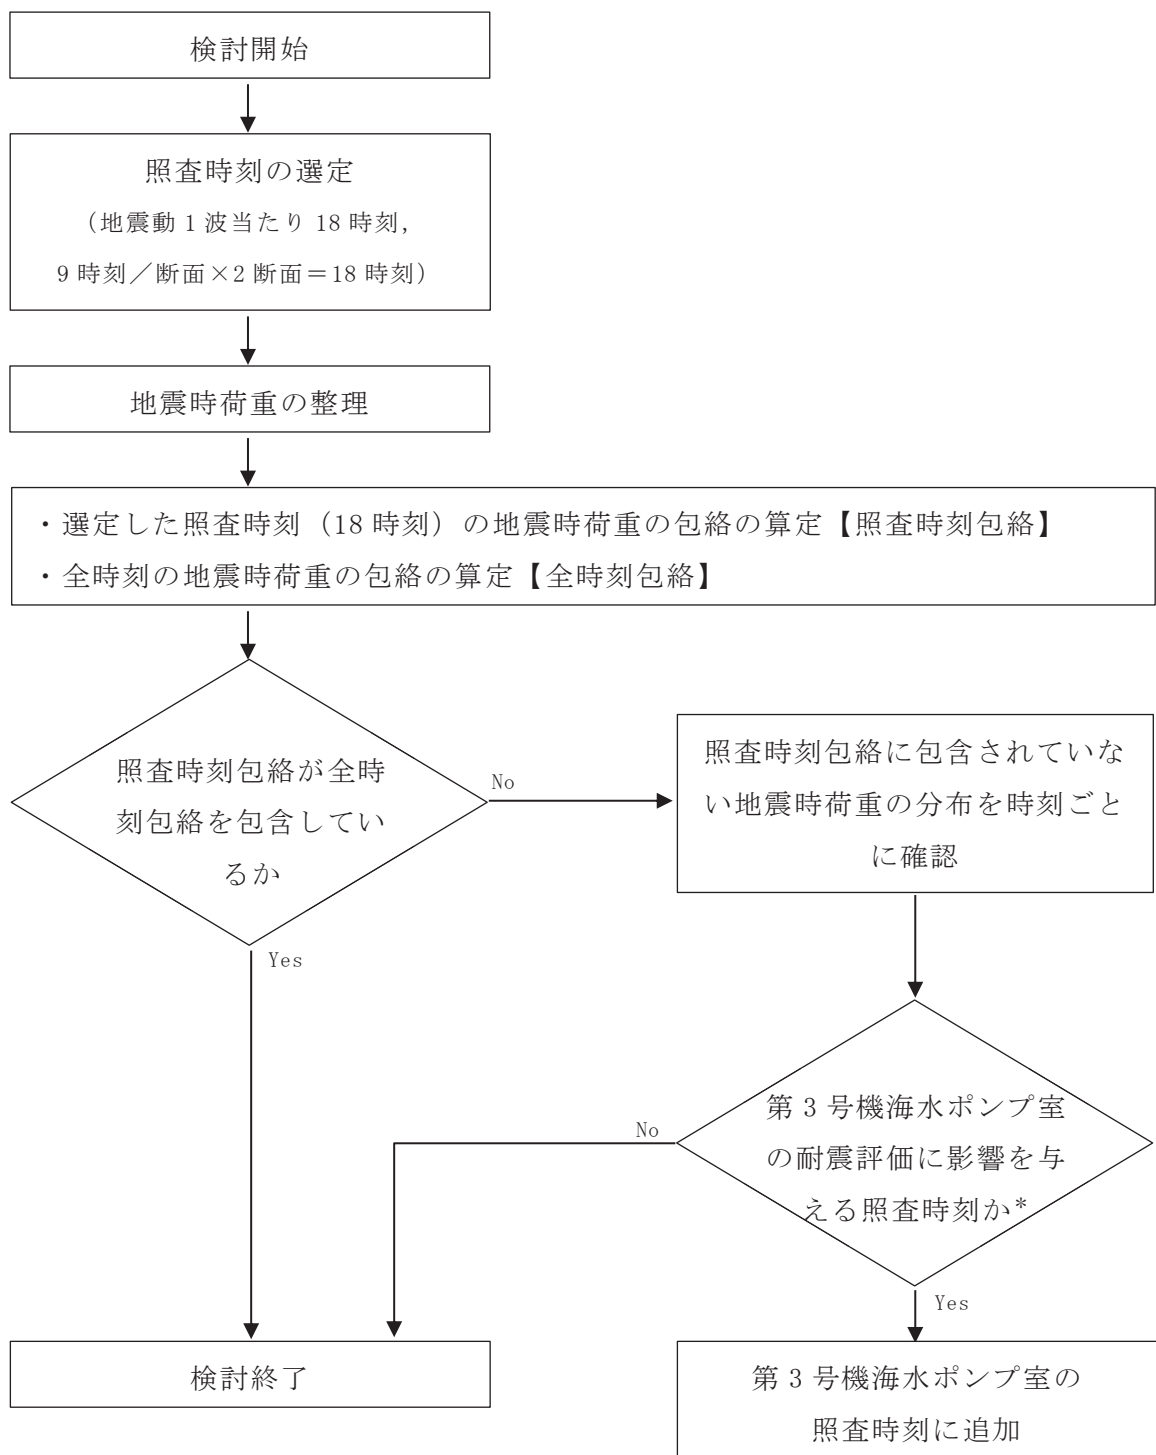 検討開始
照査時刻の選定
（地震動 1 波当たり 18 時刻,
9 時刻／断面×2 断面＝18 時刻）
地震時荷重の整理
・選定した照査時刻（18 時刻）の地震時荷重の包絡の算定【照査時刻包絡】
・全時刻の地震時荷重の包絡の算定【全時刻包絡】
照査時刻包絡が全時
刻包絡を包含してい
るか
No
照査時刻包絡に包含されていな
い地震時荷重の分布を時刻ごと
に確認
Yes
第 3 号機海水ポンプ室
の耐震評価に影響を与
える照査時刻か*
No
Yes
検討終了
第 3 号機海水ポンプ室の
照査時刻に追加